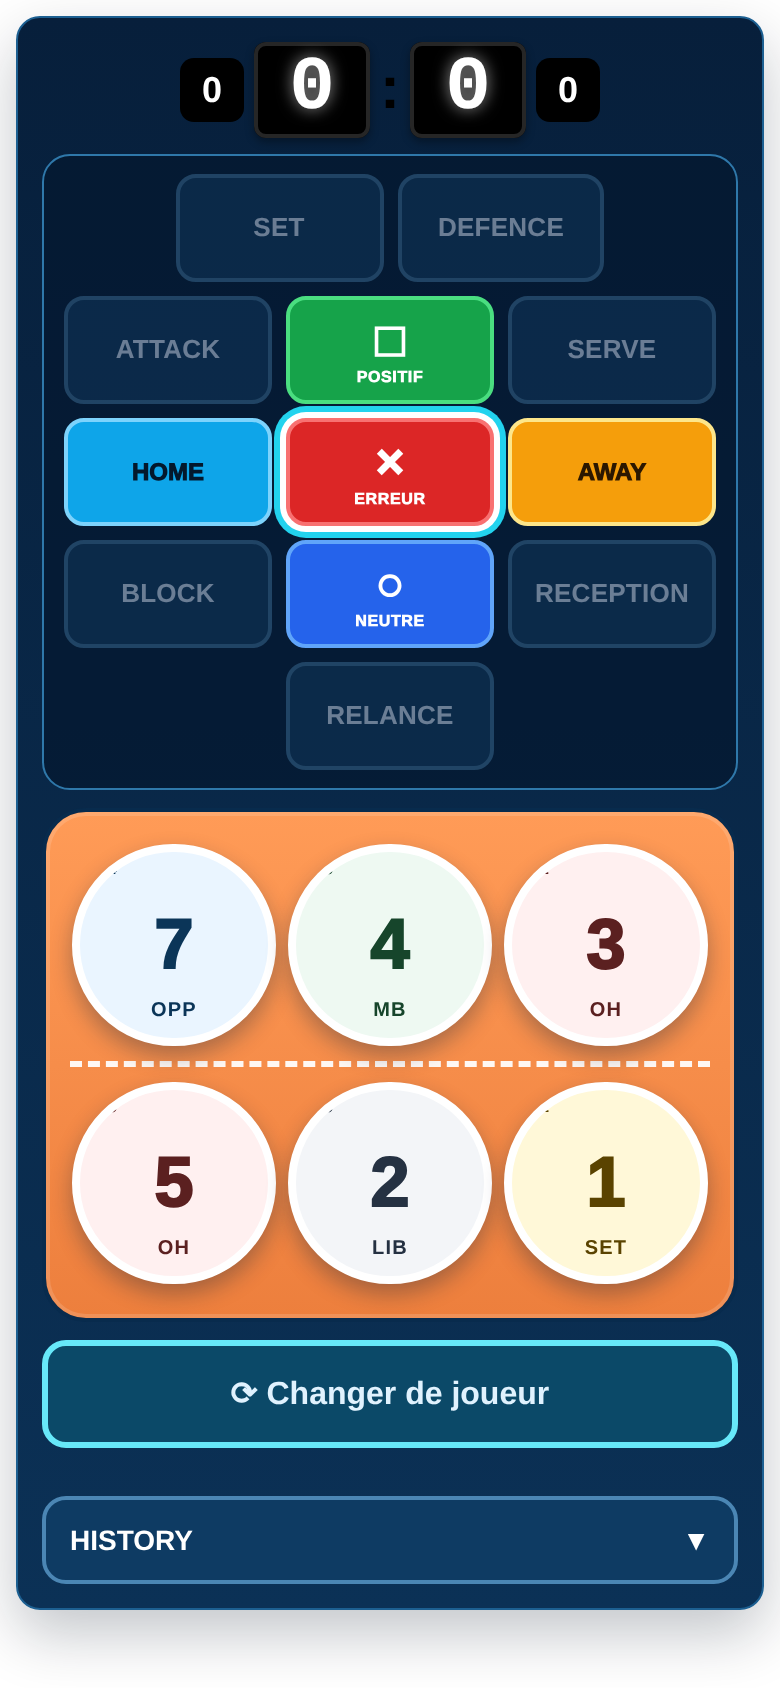 0 0 : 0 0
SET DEFENCE
ATTACK POSITIF SERVE
HOME ERREUR AWAY
BLOCK NEUTRE RECEPTION
RELANCE
7 4 3
OPP MB OH
5 2 1
OH LIB SET
⟳ Changer de joueur
HISTORY ▼